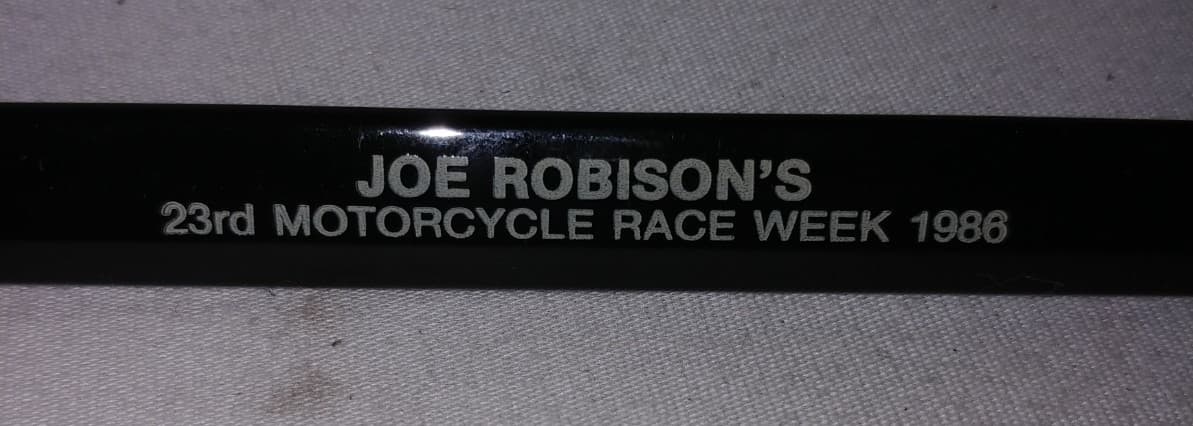 JOE ROBISON'S
23rd MOTORCYCLE RACE WEEK 1986